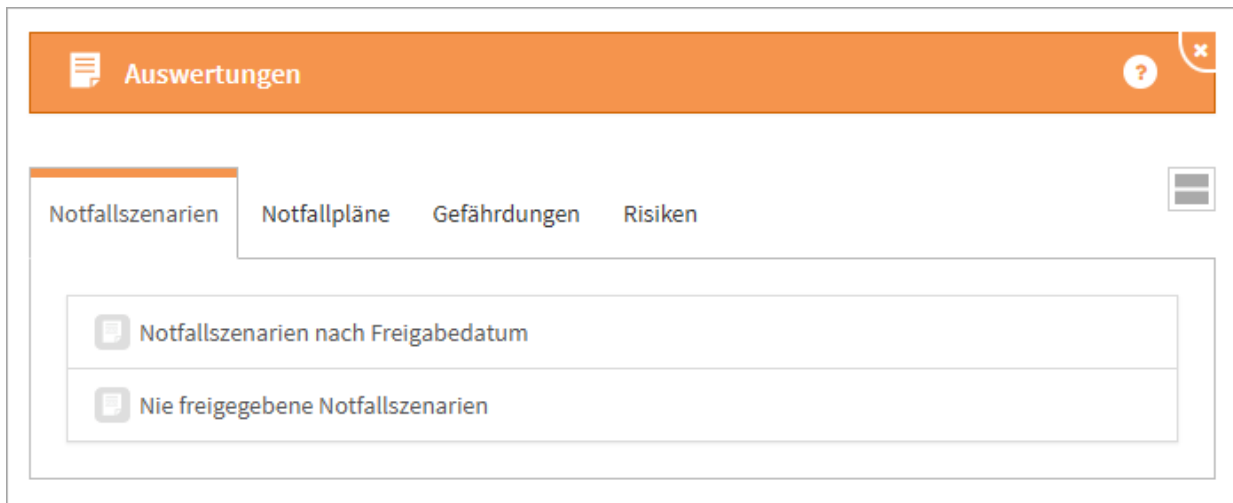 Auswertungen
?
Notfallszenarien Notfallpläne Gefährdungen Risiken
Notfallszenarien nach Freigabedatum
Nie freigegebene Notfallszenarien